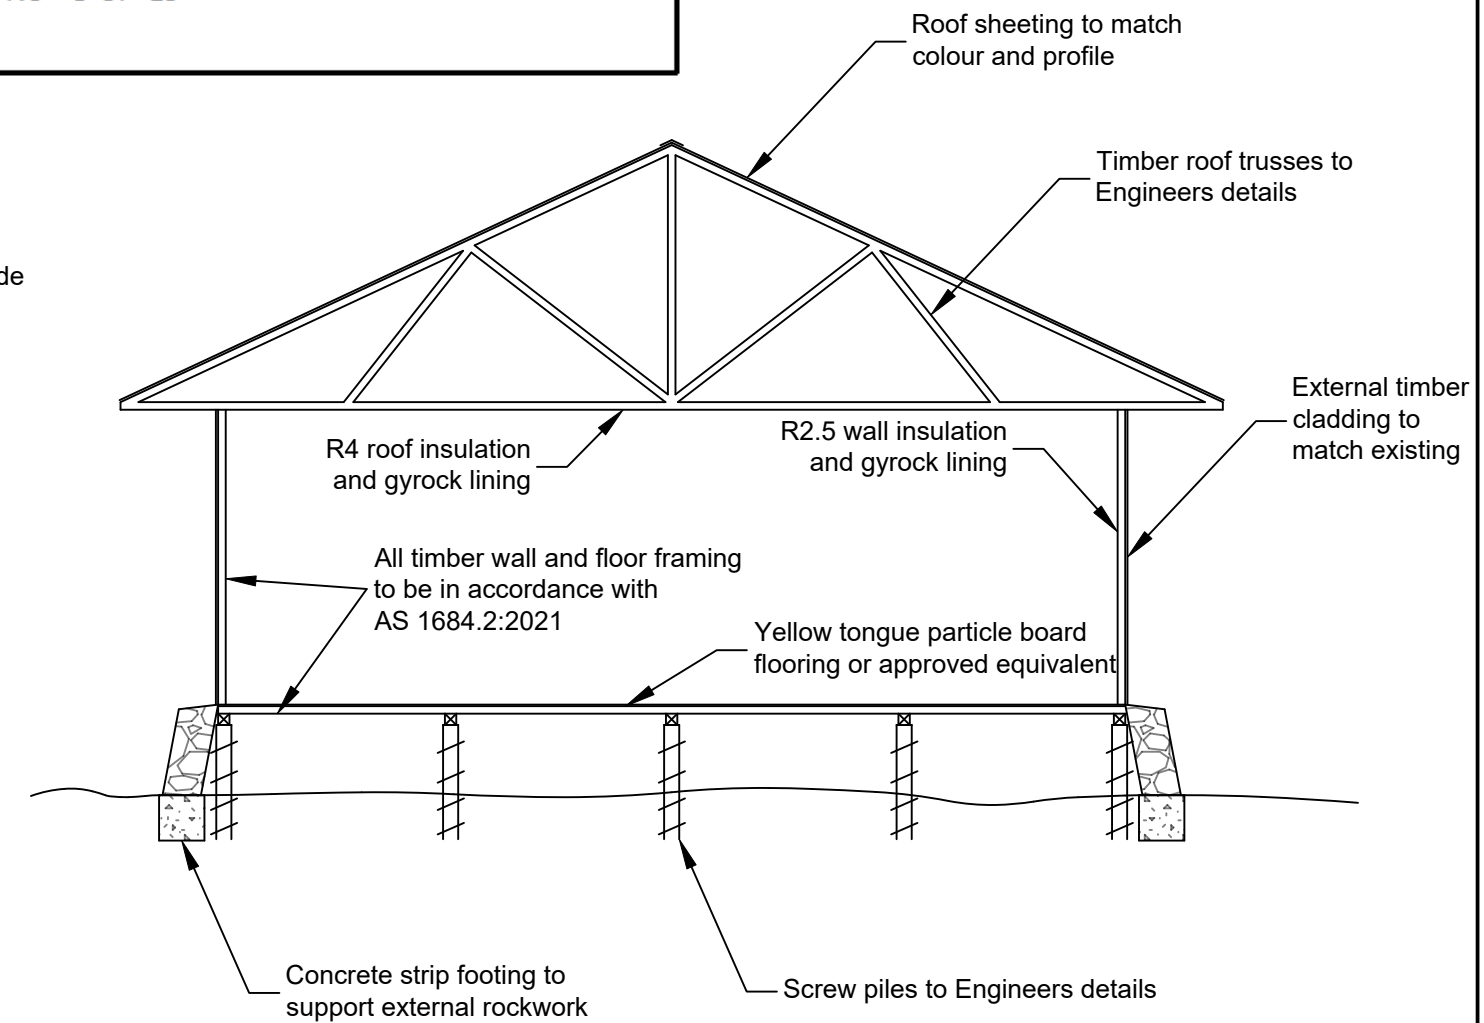 Roof sheeting to match
colour and profile
Timber roof trusses to
Engineers details
de
External timber
cladding to
match existing
R4 roof insulation
and gyrock lining
R2.5 wall insulation
and gyrock lining
All timber wall and floor framing
to be in accordance with
AS 1684.2:2021
Yellow tongue particle board
flooring or approved equivalent
Concrete strip footing to
support external rockwork
Screw piles to Engineers details